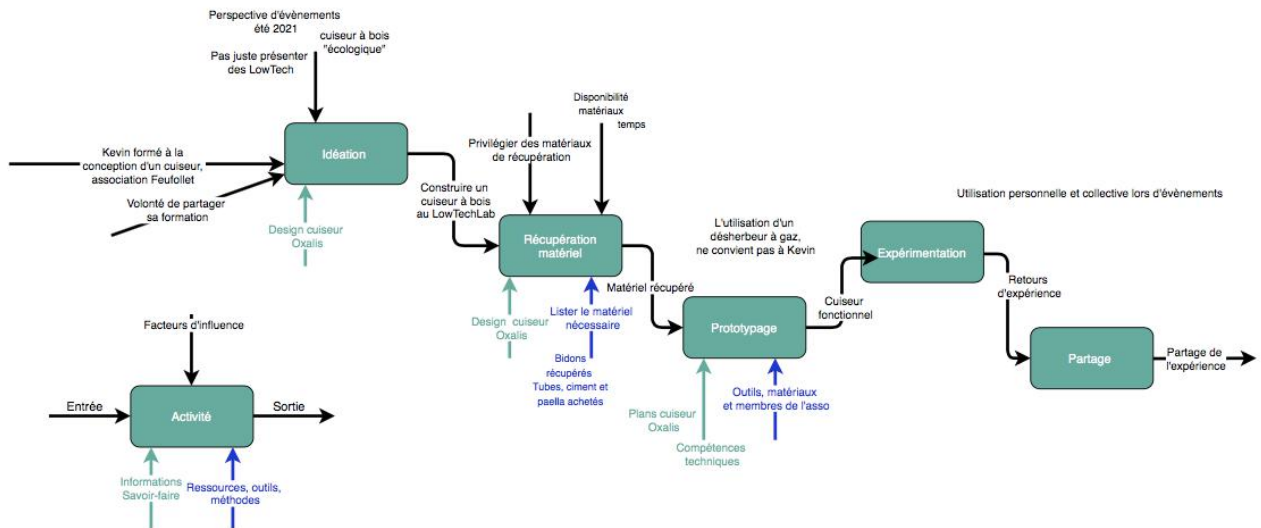 Perspective d'évènements
été 2021
cuiseur à bois
"écologique"
Pas juste présenter
des LowTech
Kevin formé à la
conception d'un cuiseur,
association Feufollet
Volonté de partager
sa formation
Idéation
Design cuiseur
Oxalis
Construire un
cuiseur à bois
au LowTechLab
Privilégier des matériaux
de récupération
Disponibilité
matériaux
temps
Récupération
matériel
Design cuiseur
Oxalis
Lister le matériel
nécessaire
Bidons
récupérés
Tubes, ciment et
paella achetés
Matériel récupéré
L'utilisation d'un
désherbeur à gaz,
ne convient pas à Kevin
Prototypage
Plans cuiseur
Oxalis
Compétences
techniques
Outils, matériaux
et membres de l'asso
Cuiseur
fonctionnel
Utilisation personnelle et collective lors d'évènements
Expérimentation
Retours
d'expérience
Partage
Partage de
l'expérience
Facteurs d'influence
Entrée
Activité
Sortie
Informations
Savoir-faire
Ressources, outils,
méthodes